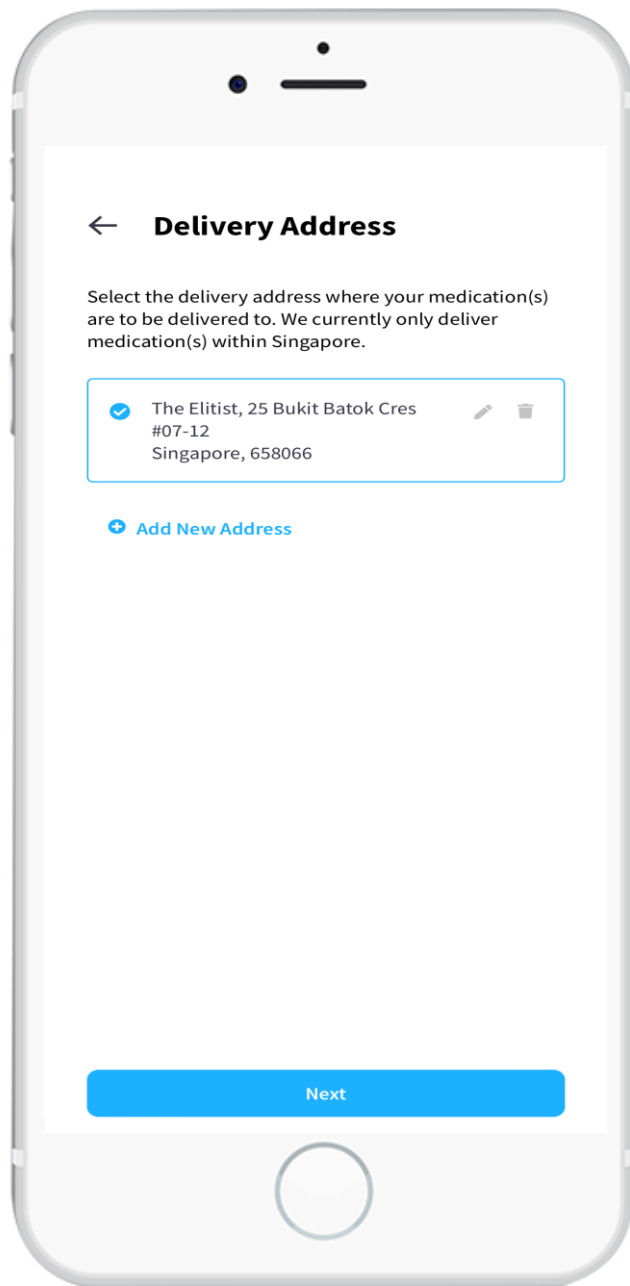 Delivery Address
Select the delivery address where your medication(s)
are to be delivered to. We currently only deliver
medication(s) within Singapore.
The Elitist, 25 Bukit Batok Cres
#07-12
Singapore, 658066
Add New Address
Next